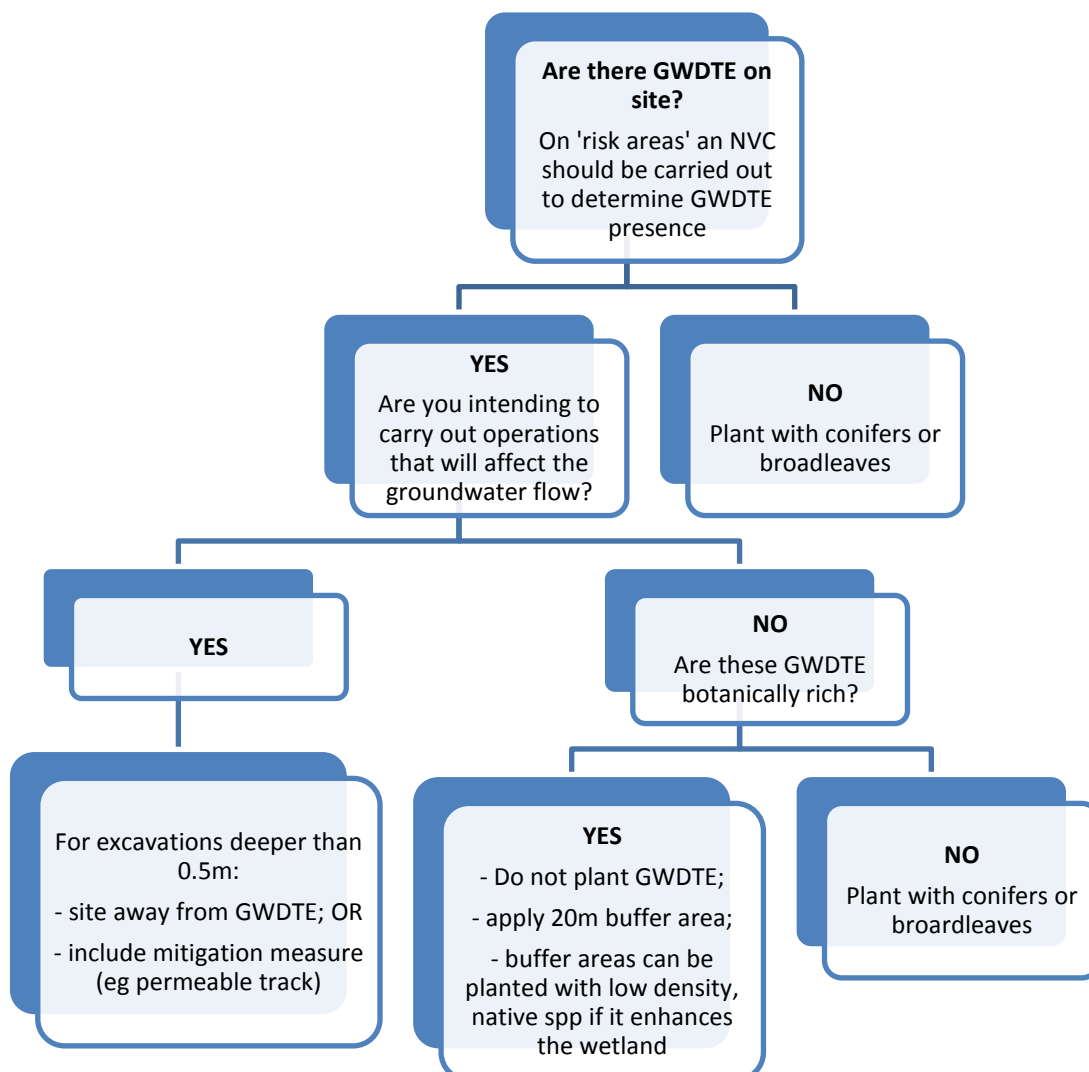 Are there GWDTE on
site?
On 'risk areas' an NVC
should be carried out
to determine GWDTE
presence
YES
Are you intending to
carry out operations
that will affect the
groundwater flow?
NO
Plant with conifers or
broadleaves
YES
NO
Are these GWDTE
botanically rich?
For excavations deeper than
0.5m:
- site away from GWDTE; OR
- include mitigation measure
(eg permeable track)
YES
- Do not plant GWDTE;
- apply 20m buffer area;
- buffer areas can be
planted with low density,
native spp if it enhances
the wetland
NO
Plant with conifers or
broardleaves